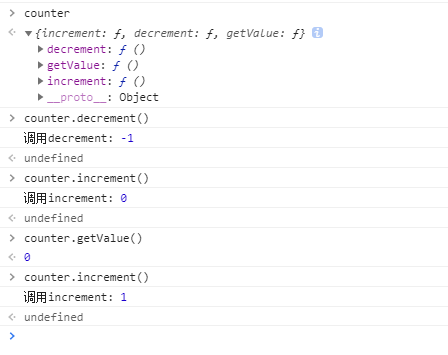 counter
{increment: ƒ, decrement: ƒ, getValue: ƒ} i
decrement: ƒ ()
getValue: ƒ ()
increment: ƒ ()
__proto__: Object
counter.decrement()
调用decrement: -1
undefined
counter.increment()
调用increment: 0
undefined
counter.getValue()
0
counter.increment()
调用increment: 1
undefined